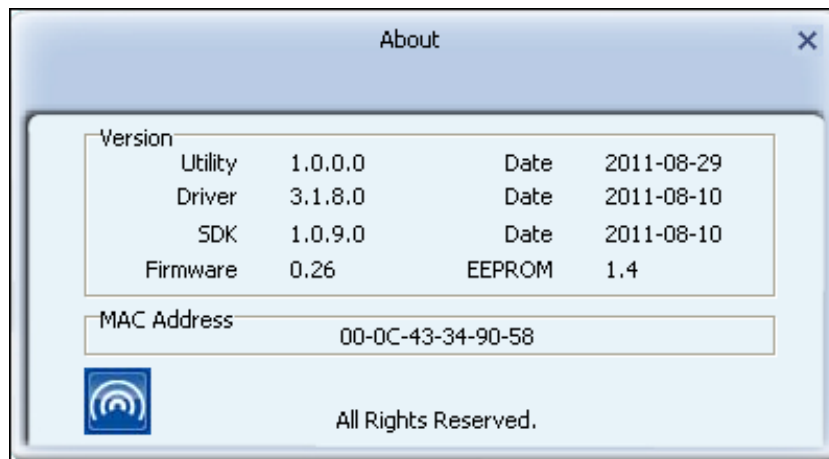 About
Version
Utility 1.0.0.0 Date 2011-08-29
Driver 3.1.8.0 Date 2011-08-10
SDK 1.0.9.0 Date 2011-08-10
Firmware 0.26 EEPROM 1.4
MAC Address
00-0C-43-34-90-58
All Rights Reserved.